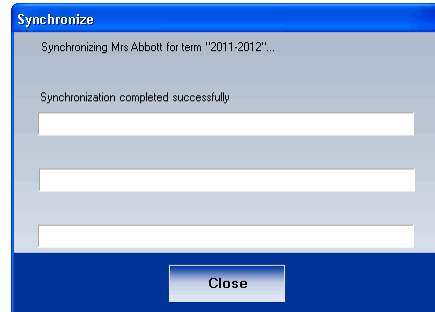 Synchronize
Synchronizing Mrs Abbott for term "2011-2012"...
Synchronization completed successfully
Close